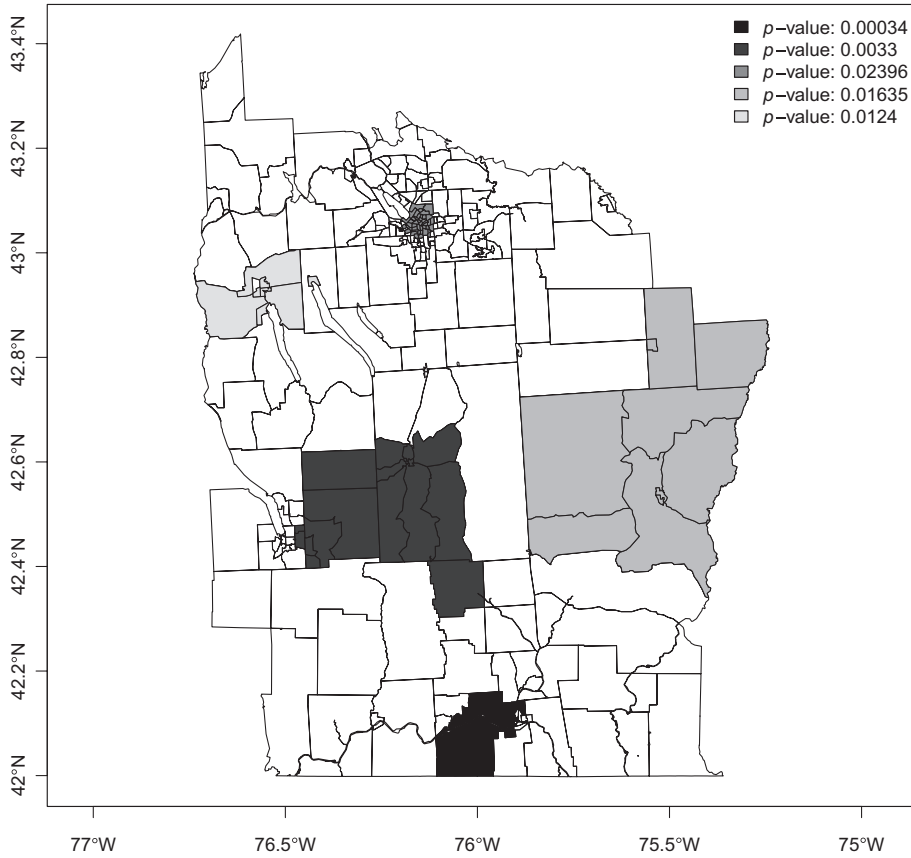 p−value: 0.00034
p−value: 0.0033
p−value: 0.02396
p−value: 0.01635
p−value: 0.0124
43.4°N
43.2°N
43°N
42.8°N
42.6°N
42.4°N
42.2°N
42°N
77°W
76.5°W
76°W
75.5°W
75°W